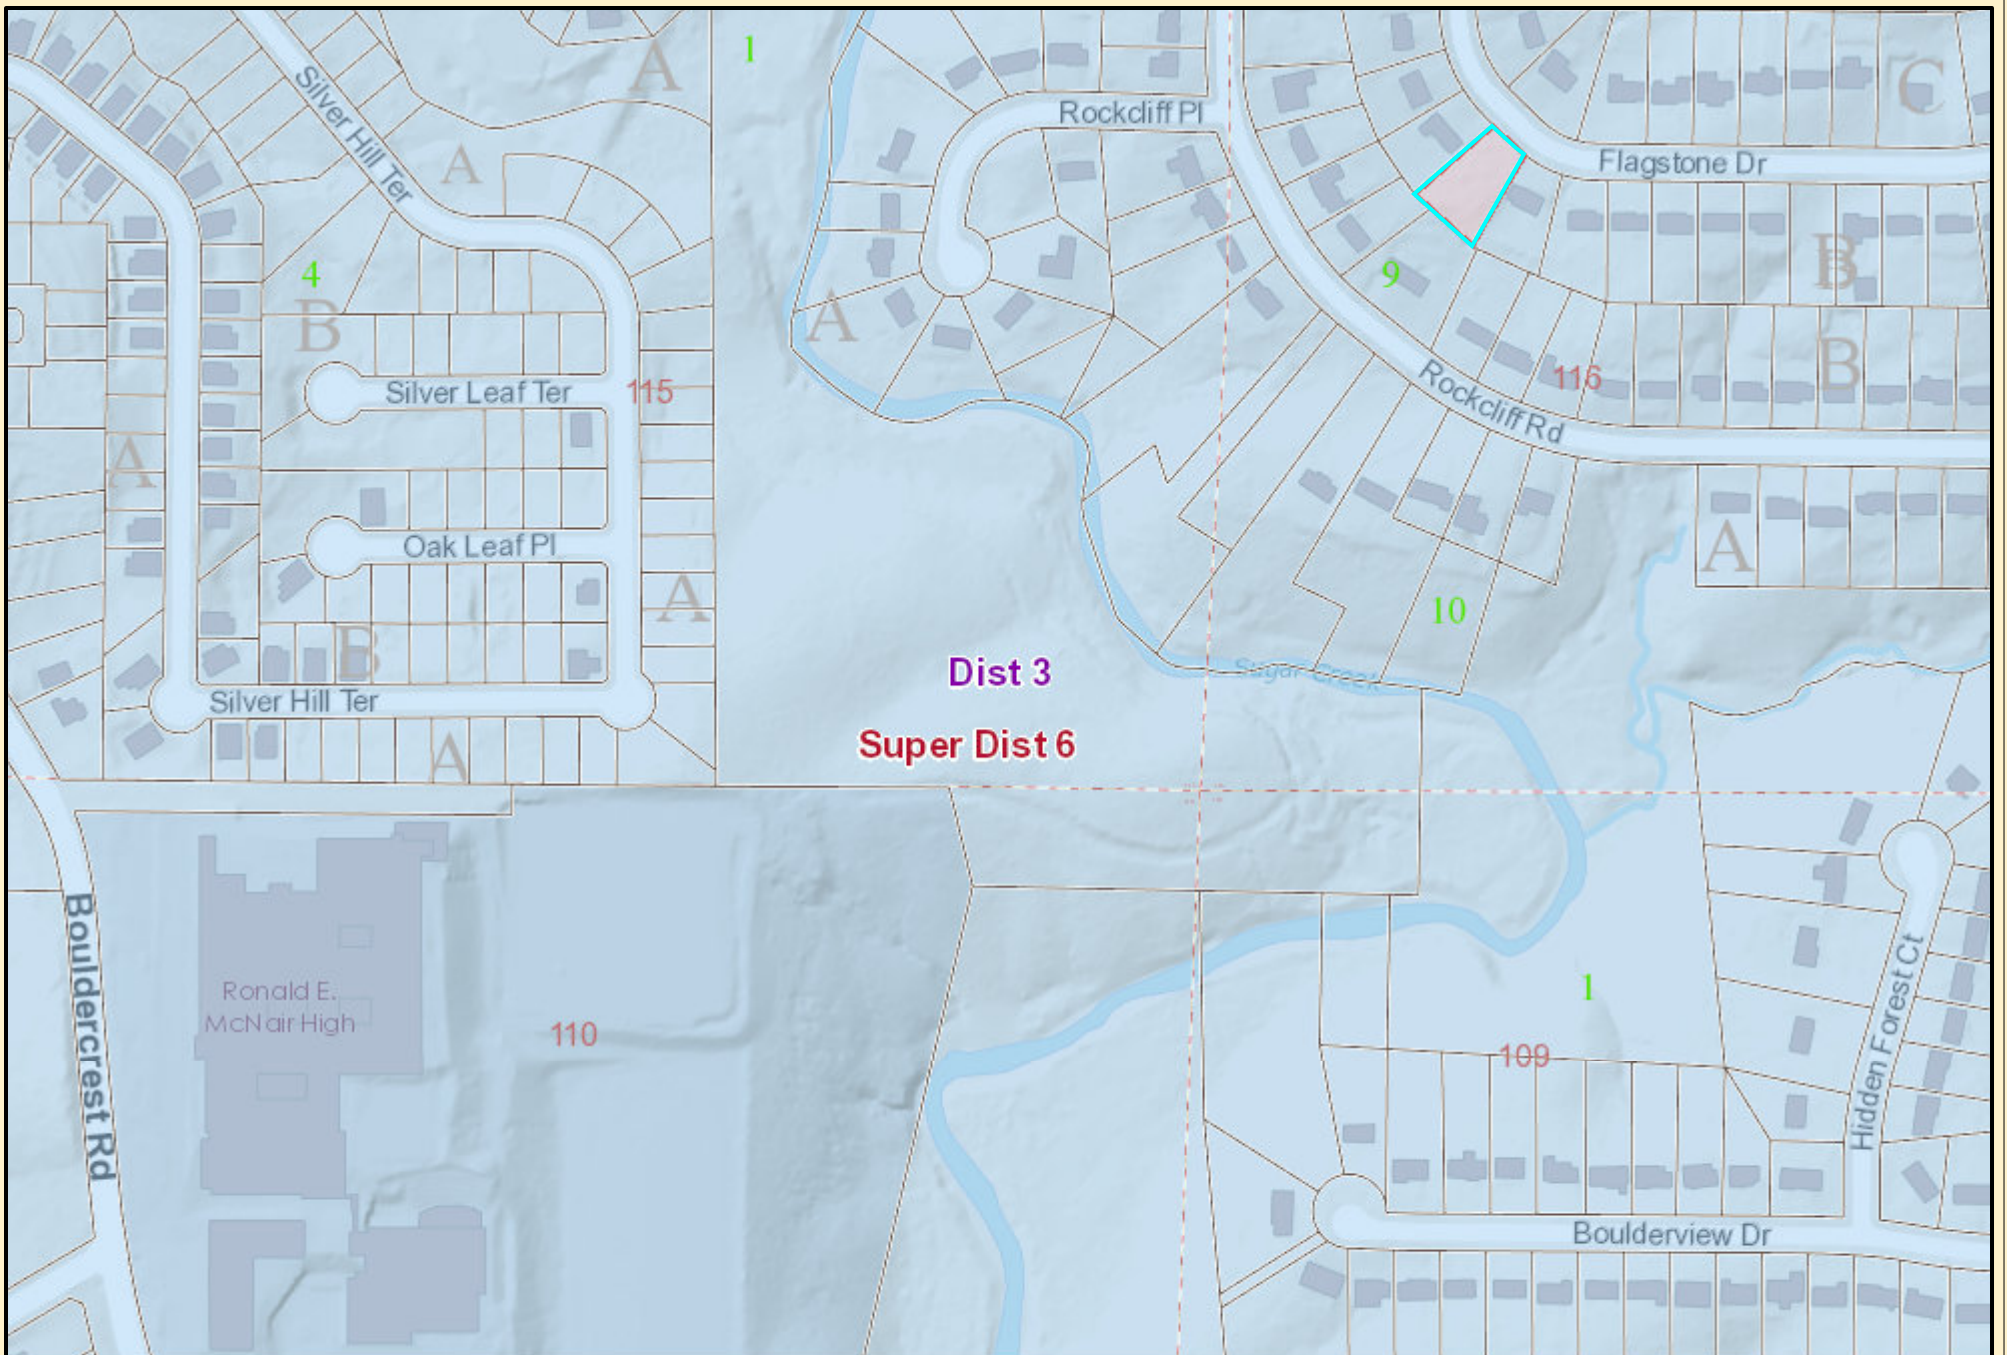 1
A
C
Silver Hill Ter
Rockcliff Pl
A
Flagstone Dr
4
B
A
9
B
B
Silver Leaf Ter
115
116
Rockcliff Rd
A
Oak Leaf Pl
A
A
10
B
Dist 3
Sugar Creek
Silver Hill Ter
Super Dist 6
A
Bouldercrest Rd
Ronald E.
McNair High
110
1
109
Hidden Forest Ct
Boulderview Dr